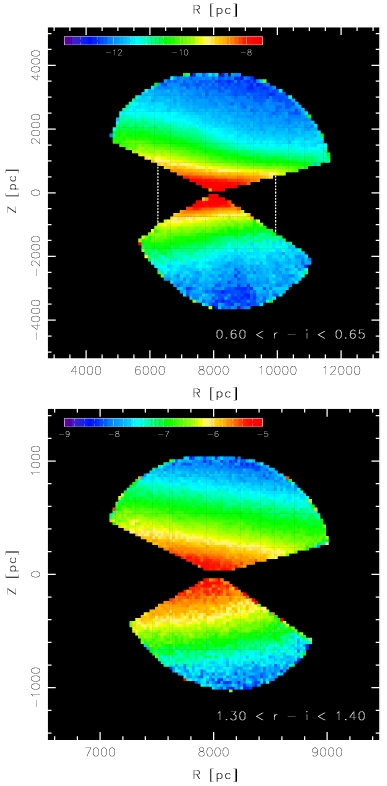 R [pc]
-12 -10 -8
4000
2000
0
-2000
-4000
Z [pc]
0.60 < r - i < 0.65
4000 6000 8000 10000 12000
R [pc]
-9 -8 -7 -6 -5
1000
0
-1000
Z [pc]
1.30 < r - i < 1.40
7000 8000 9000
R [pc]